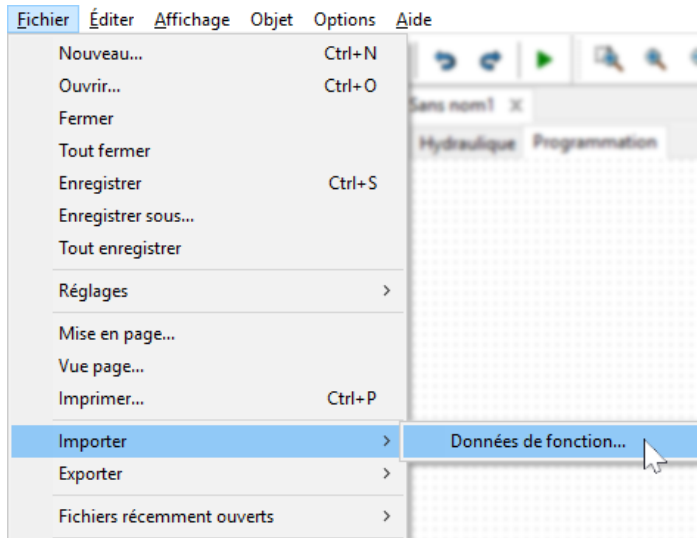 Fichier Éditer Affichage Objet Options Aide
Nouveau... Ctrl+N
Ouvrir... Ctrl+O
Fermer
Sans nom1 X
Tout fermer
Hydraulique Programmation
Enregistrer Ctrl+S
Enregistrer sous...
Tout enregistrer
Réglages >
Mise en page...
Vue page...
Imprimer... Ctrl+P
Importer > Données de fonction...
Exporter >
Fichiers récemment ouverts >